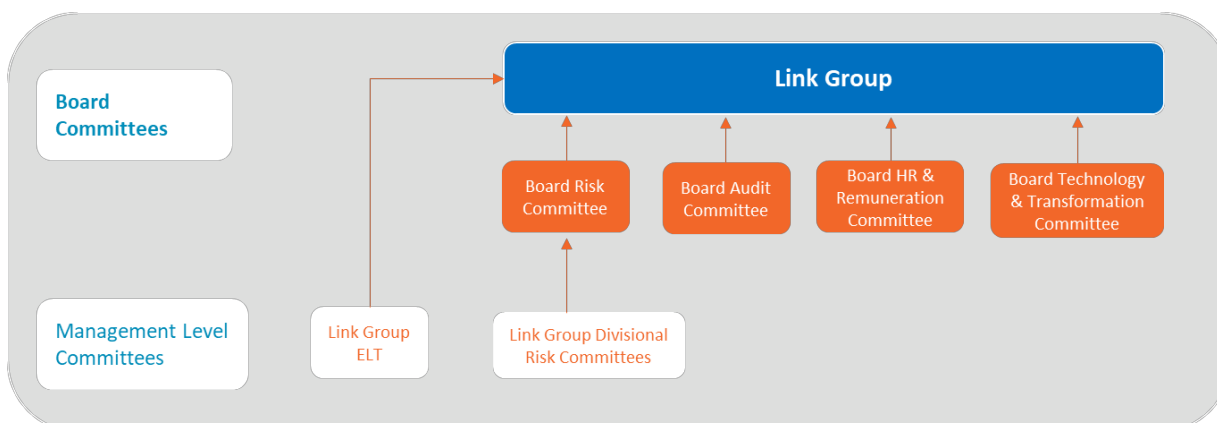 Link Group
Board
Committees
Board Risk
Committee
Board Audit
Committee
Board HR &
Remuneration
Committee
Board Technology
& Transformation
Committee
Management Level
Committees
Link Group
ELT
Link Group Divisional
Risk Committees